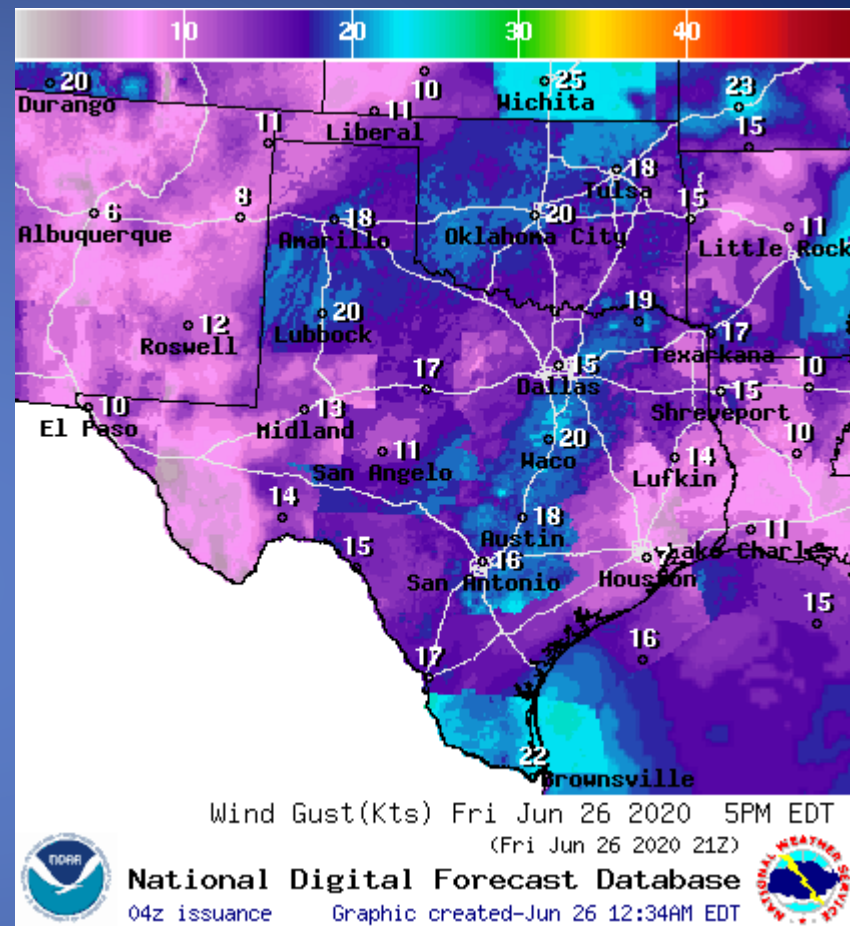 10 20 30 40
20 10 25 23
Durango Liberal Wichita
11 11 15
18
Tulsa
6 8 18 20 15 11
Albuquerque Amarillo Oklahoma City Little Rock
12 20 19 17
Roswell Lubbock Texarkana
17 15 10
Dallas
10 13 15
El Paso Midland Shreveport
11 20 14 10
San Angelo Waco Lufkin
14 18 11
Austin
15 16 Lake Charles
San Antonio Houston
15
17 16
22
Brownsville
Wind Gust(Kts) Fri Jun 26 2020 5PM EDT
(Fri Jun 26 2020 21Z)
NOAA
National Digital Forecast Database
04z issuance Graphic created-Jun 26 12:34AM EDT
NATIONAL WEATHER SERVICE